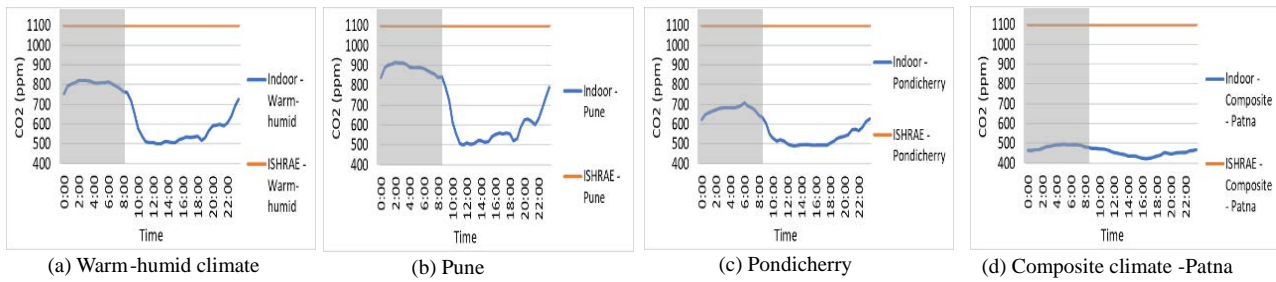 1100
1000
900
800
700
600
500
400
CO2 (ppm)
0:00
2:00
4:00
6:00
8:00
10:00
12:00
14:00
16:00
18:00
20:00
22:00
Time
Indoor -
Warm-
humid
ISHRAE -
Warm-
humid
(a) Warm-humid climate
1100
1000
900
800
700
600
500
400
CO2 (ppm)
0:00
2:00
4:00
6:00
8:00
10:00
12:00
14:00
16:00
18:00
20:00
22:00
Time
Indoor -
Pune
ISHRAE -
Pune
(b) Pune
1100
1000
900
800
700
600
500
400
CO2 (ppm)
0:00
2:00
4:00
6:00
8:00
10:00
12:00
14:00
16:00
18:00
20:00
22:00
Time
Indoor -
Pondicherry
ISHRAE -
Pondicherry
(c) Pondicherry
1100
1000
900
800
700
600
500
400
CO2 (ppm)
0:00
2:00
4:00
6:00
8:00
10:00
12:00
14:00
16:00
18:00
20:00
22:00
Time
Indoor -
Composite
- Patna
ISHRAE -
Composite
- Patna
(d) Composite climate -Patna